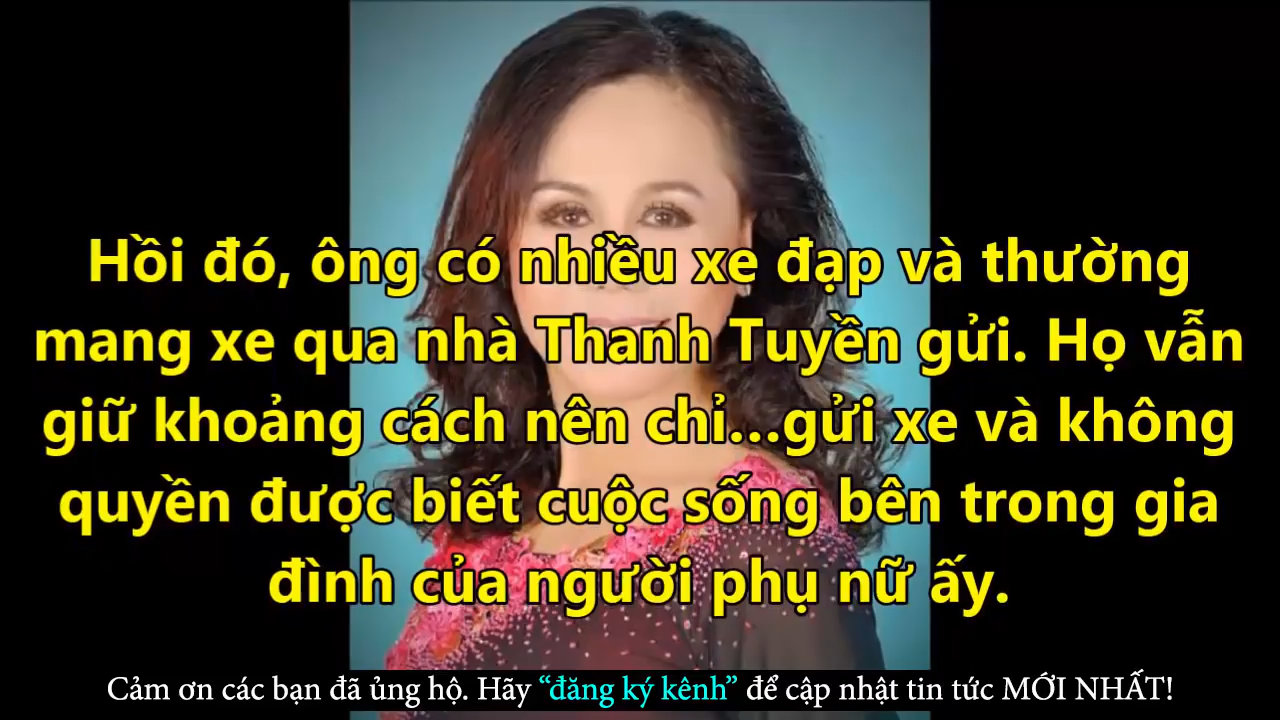 Hồi đó, ông có nhiều xe đạp và thường
mang xe qua nhà Thanh Tuyền gửi. Họ vẫn
giữ khoảng cách nên chỉ...gửi xe và không
quyền được biết cuộc sống bên trong gia
đình của người phụ nữ ấy.
Cảm ơn các bạn đã ủng hộ. Hãy “đăng ký kênh” để cập nhật tin tức MỚI NHẤT!